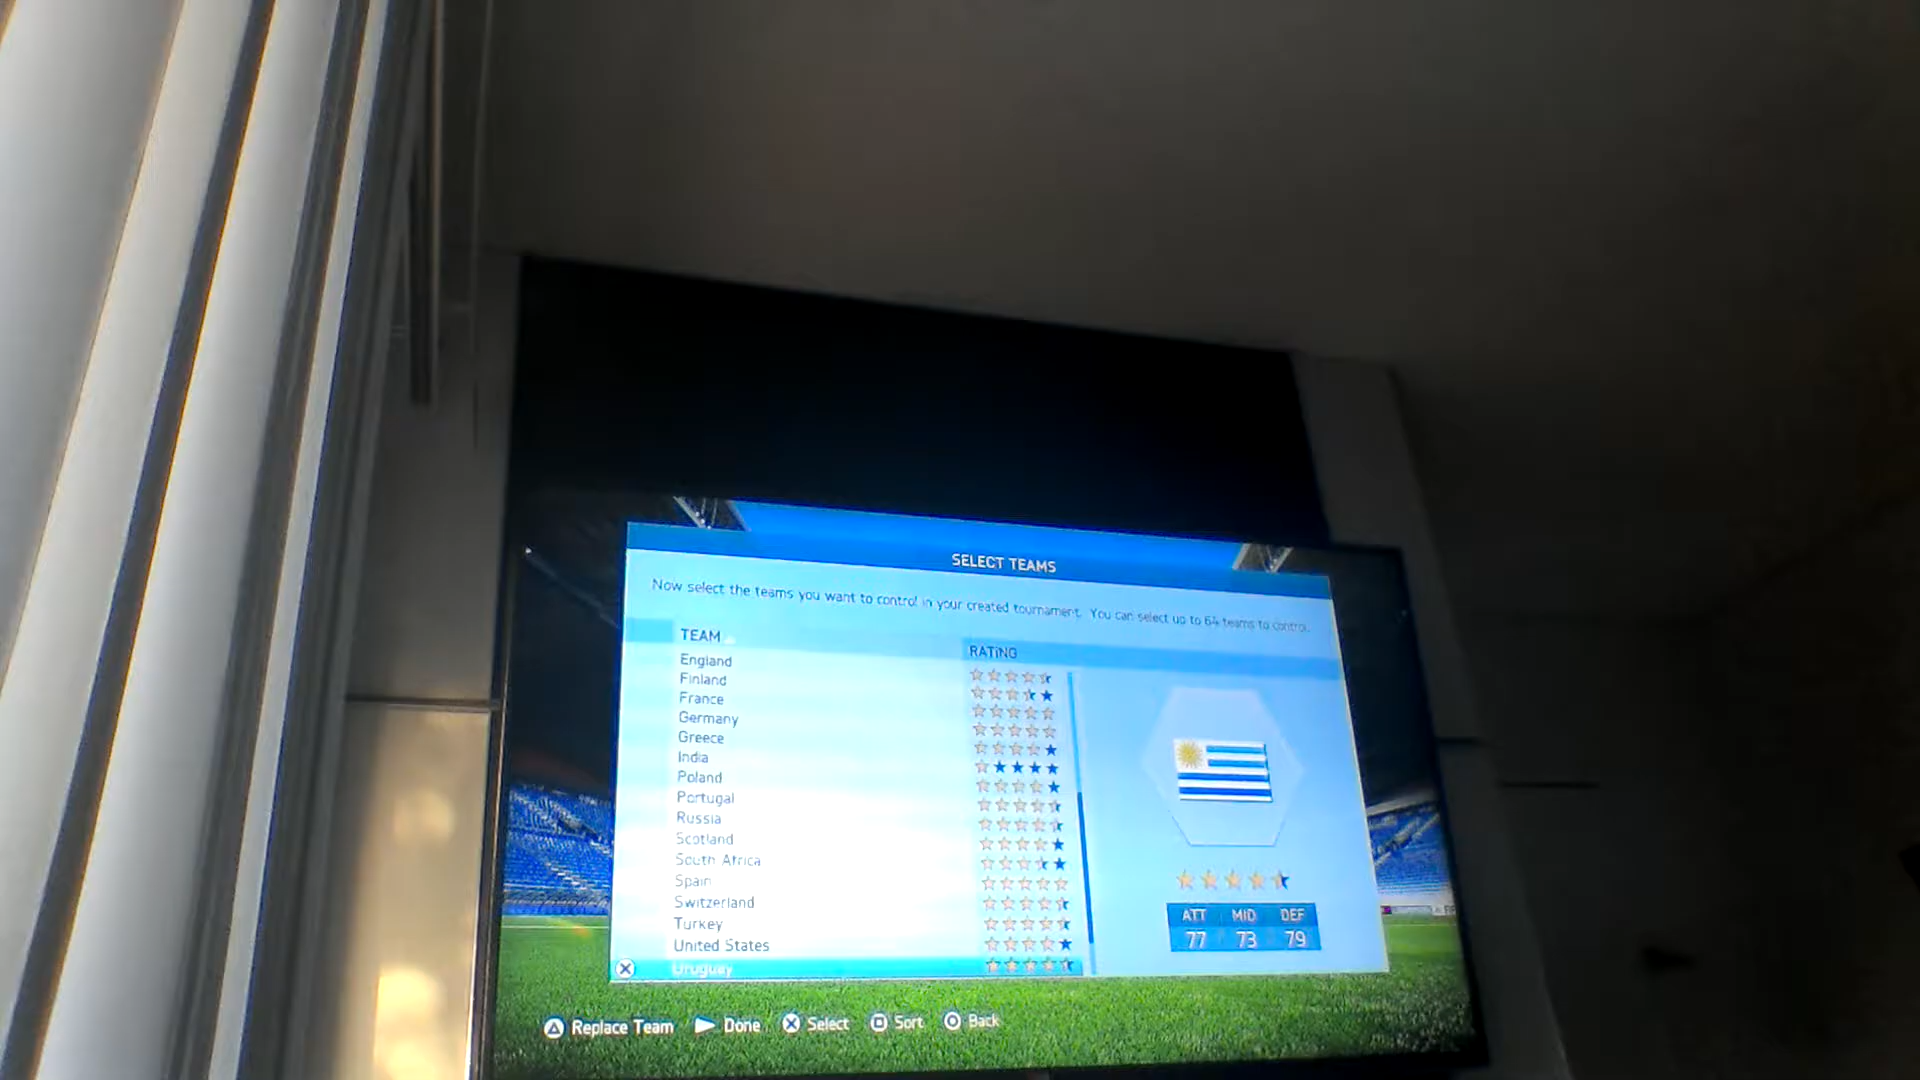 SELECT TEAMS
Now select the teams you want to control in your created tournament. You can select up to 64 teams to control.
TEAM
RATING
England
Finland
France
Germany
Greece
India
Poland
Portugal
Russia
Scotland
South Africa
Spain
Switzerland
Turkey
United States
Uruguay
ATT MID DEF
77 73 79
Replace Team Done Select Sort Back